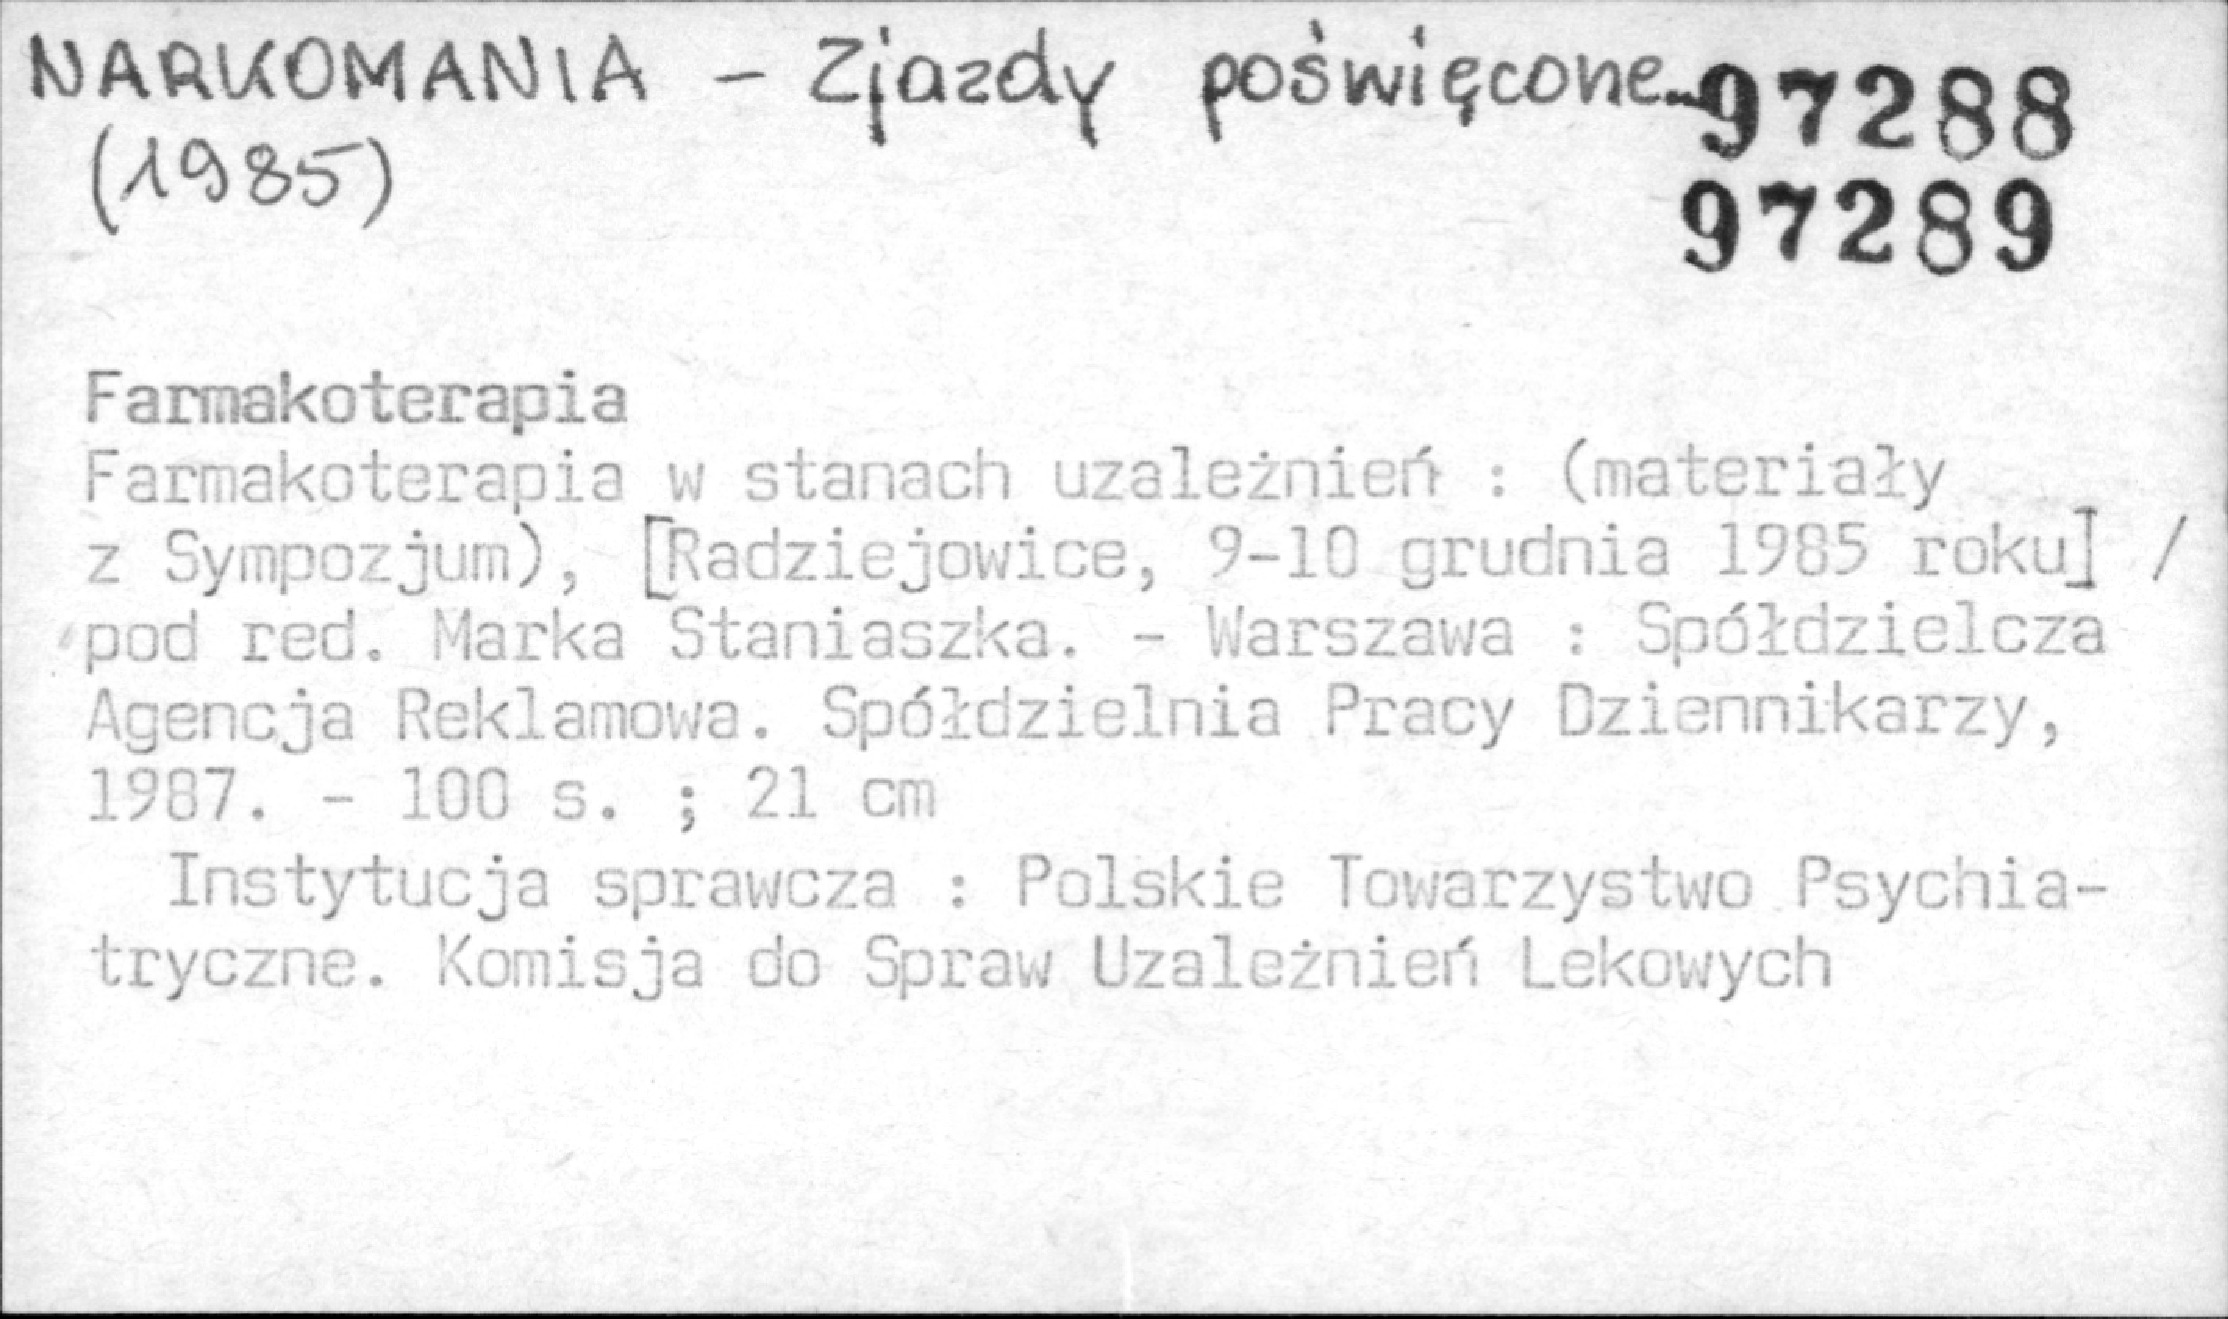 NARKOMANIA - Zjazdy poświęcone... 97288
(1985)
97289
Farmakoterapia
Farmakoterapia w stanach uzależnień : (materiały
z Sympozjum), [Radziejowice, 9-10 grudnia 1985 roku] /
pod red. Marka Staniaszka. - Warszawa : Spółdzielcza
Agencja Reklamowa. Spółdzielnia Pracy Dziennikarzy,
1987. - 100 s. ; 21 cm
Instytucja sprawcza : Polskie Towarzystwo Psychia-
tryczne. Komisja do Spraw Uzależnień Lekowych